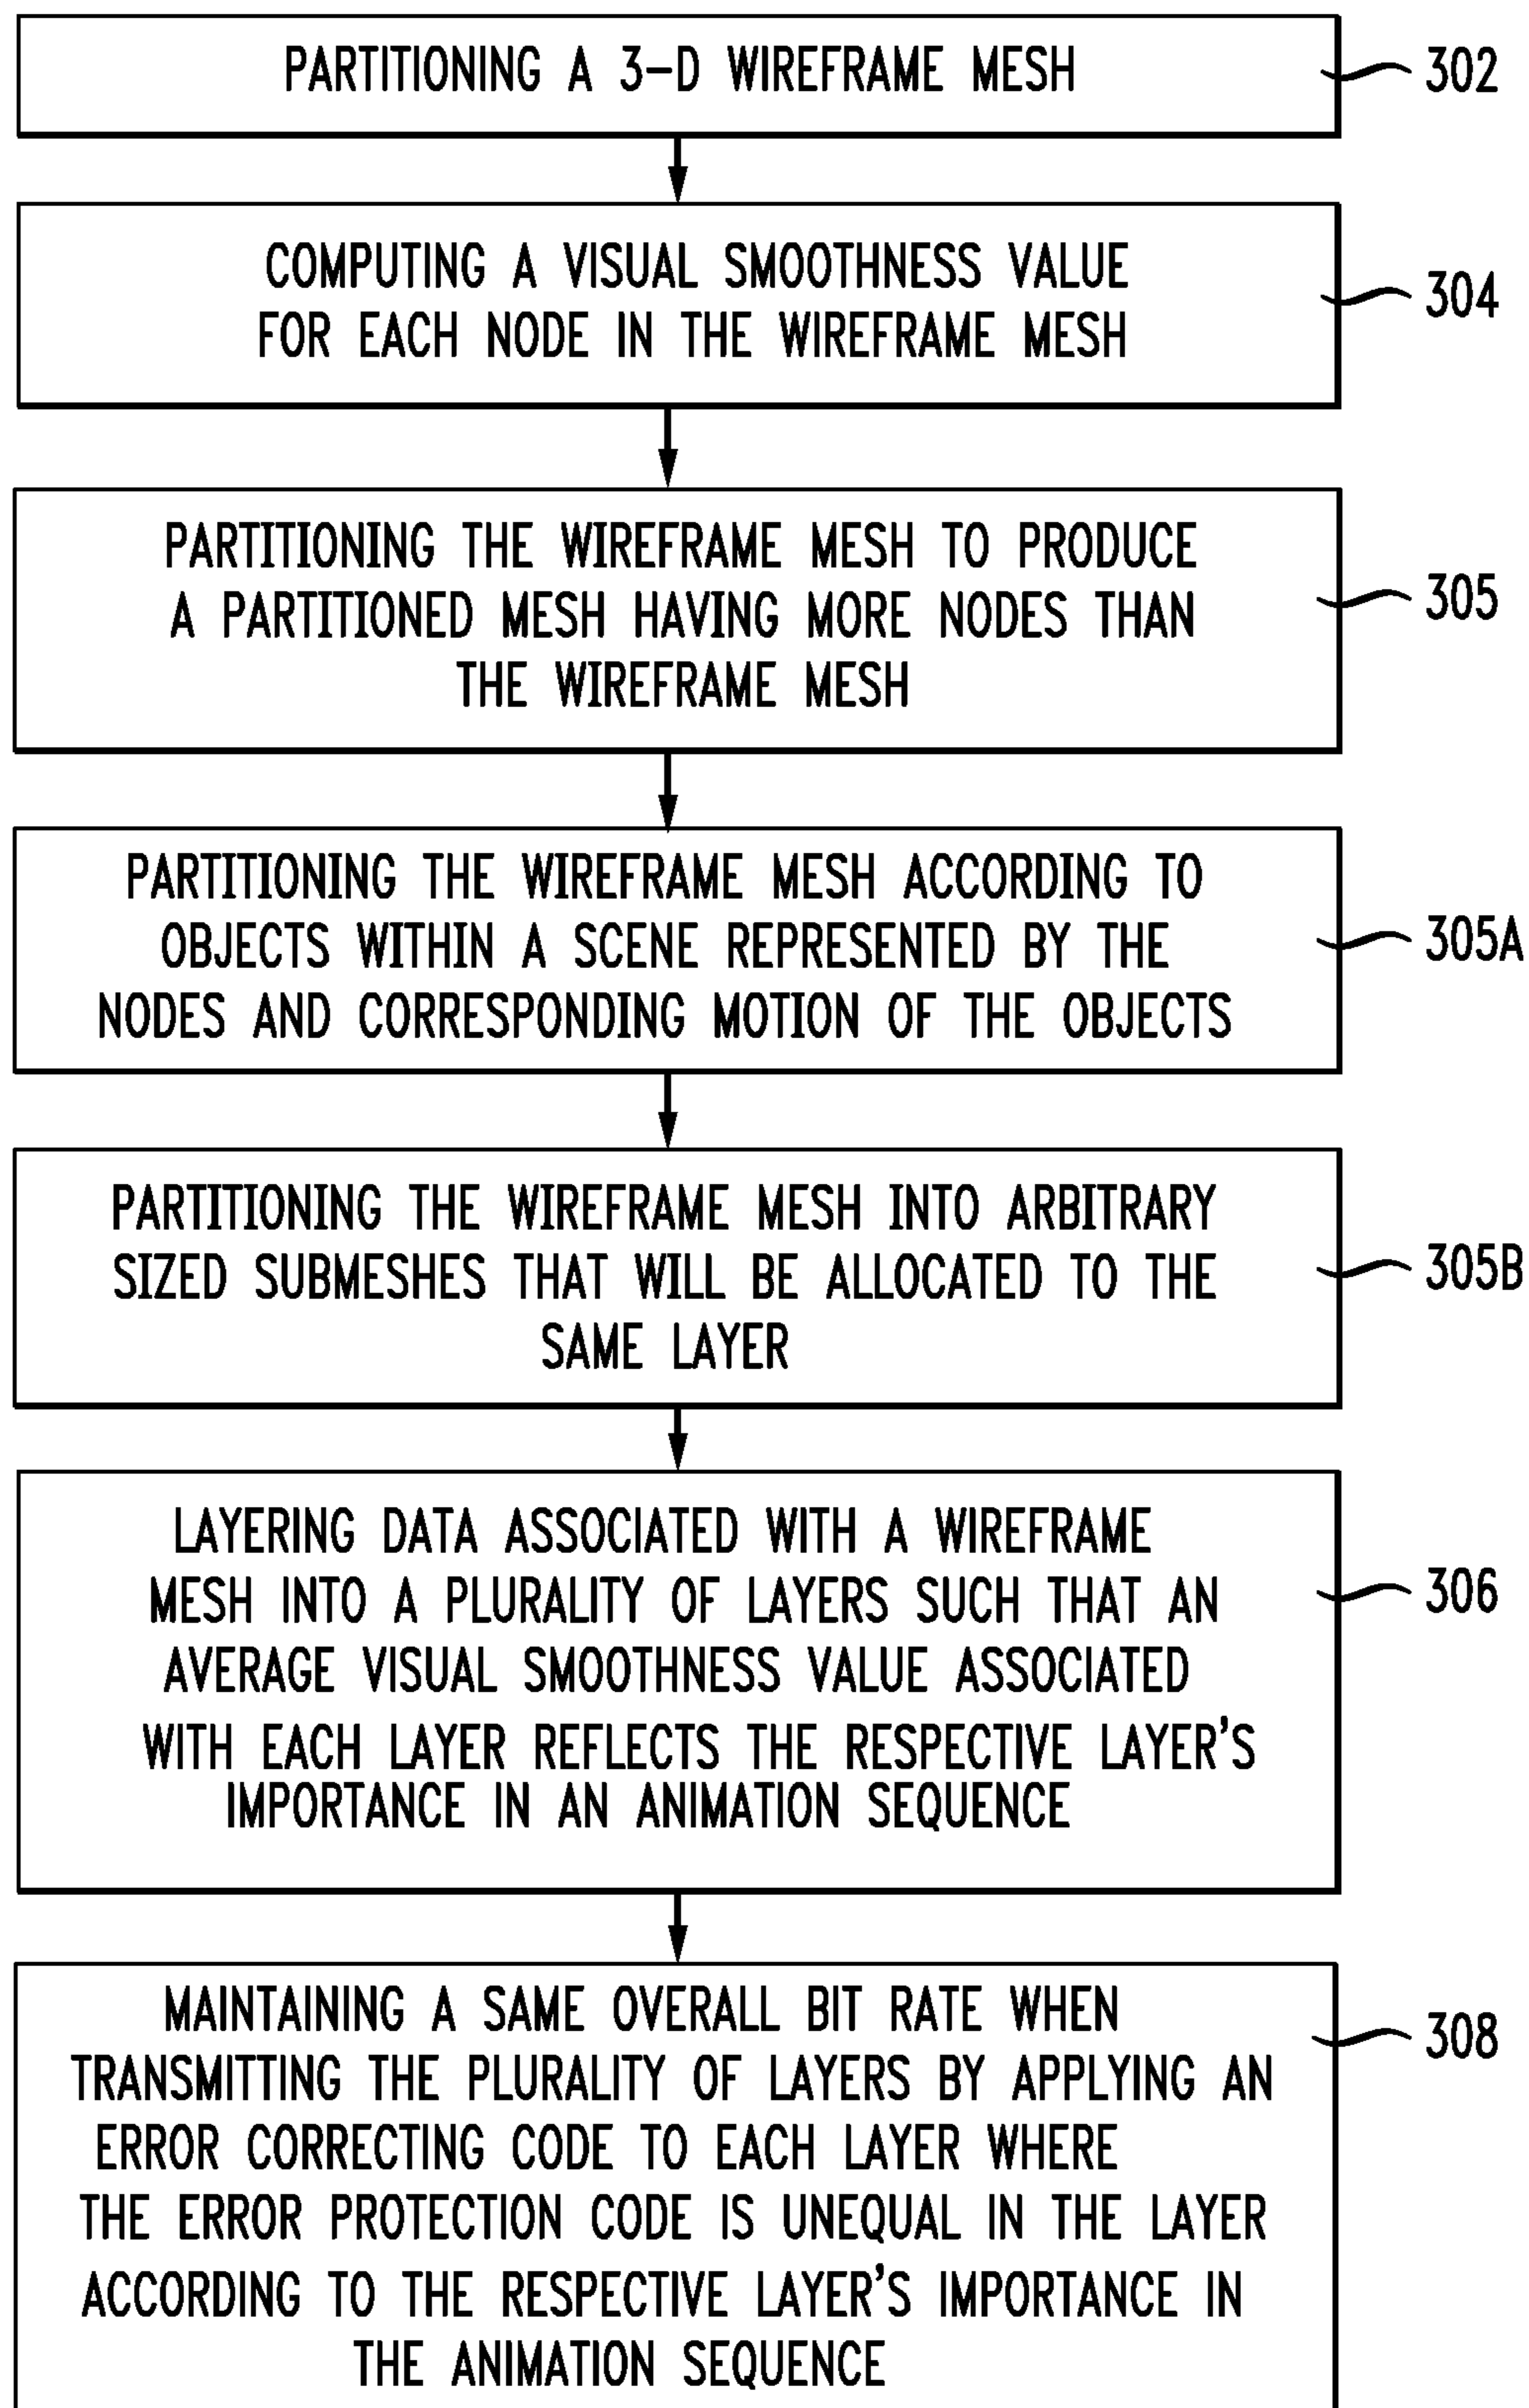 PARTITIONING A 3-D WIREFRAME MESH
302
COMPUTING A VISUAL SMOOTHNESS VALUE
FOR EACH NODE IN THE WIREFRAME MESH
304
PARTITIONING THE WIREFRAME MESH TO PRODUCE
A PARTITIONED MESH HAVING MORE NODES THAN
THE WIREFRAME MESH
305
PARTITIONING THE WIREFRAME MESH ACCORDING TO
OBJECTS WITHIN A SCENE REPRESENTED BY THE
NODES AND CORRESPONDING MOTION OF THE OBJECTS
305A
PARTITIONING THE WIREFRAME MESH INTO ARBITRARY
SIZED SUBMESHES THAT WILL BE ALLOCATED TO THE
SAME LAYER
305B
LAYERING DATA ASSOCIATED WITH A WIREFRAME
MESH INTO A PLURALITY OF LAYERS SUCH THAT AN
AVERAGE VISUAL SMOOTHNESS VALUE ASSOCIATED
WITH EACH LAYER REFLECTS THE RESPECTIVE LAYER'S
IMPORTANCE IN AN ANIMATION SEQUENCE
306
MAINTAINING A SAME OVERALL BIT RATE WHEN
TRANSMITTING THE PLURALITY OF LAYERS BY APPLYING AN
ERROR CORRECTING CODE TO EACH LAYER WHERE
THE ERROR PROTECTION CODE IS UNEQUAL IN THE LAYER
ACCORDING TO THE RESPECTIVE LAYER'S IMPORTANCE IN
THE ANIMATION SEQUENCE
308